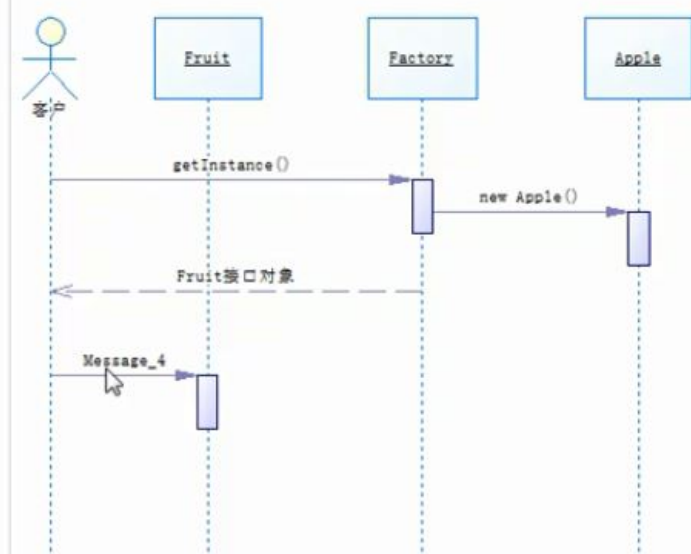 Fruit
Factory
Apple
客户
getInstance()
new Apple()
Fruit接口对象
Message_4